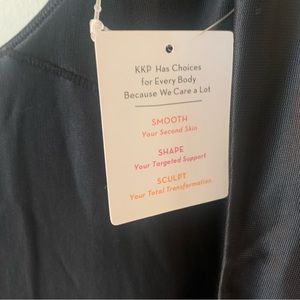 KKP Has Choices
for Every Body
Because We Care a Lot
SMOOTH
Your Second Skin
SHAPE
Your Targeted Support
SCULPT
Your Total Transformation.